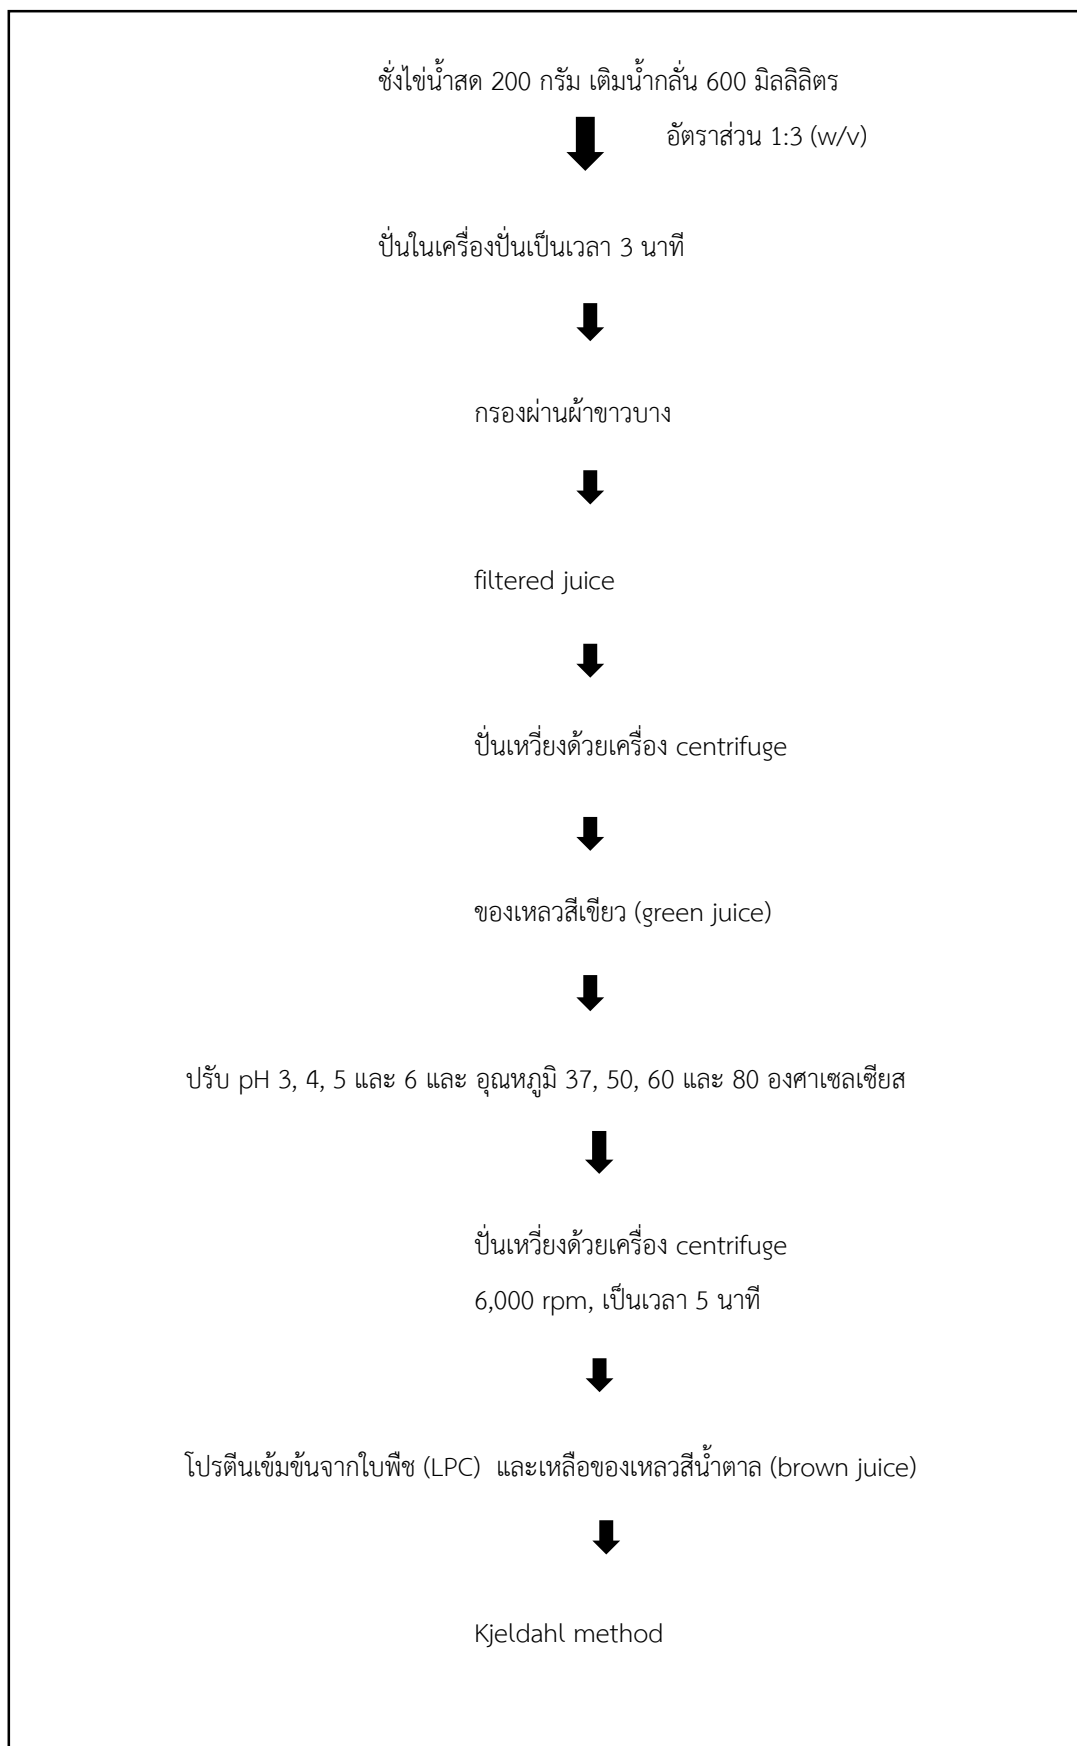 ชั่งไข่น้ำสด 200 กรัม เติมน้ำกลั่น 600 มิลลิลิตร
อัตราส่วน 1:3 (w/v)
ปั่นในเครื่องปั่นเป็นเวลา 3 นาที
กรองผ่านผ้าขาวบาง
filtered juice
ปั่นเหวี่ยงด้วยเครื่อง centrifuge
ของเหลวสีเขียว (green juice)
ปรับ pH 3, 4, 5 และ 6 และ อุณหภูมิ 37, 50, 60 และ 80 องศาเซลเซียส
ปั่นเหวี่ยงด้วยเครื่อง centrifuge
6,000 rpm, เป็นเวลา 5 นาที
โปรตีนเข้มข้นจากใบพืช (LPC) และเหลือของเหลวสีน้ำตาล (brown juice)
Kjeldahl method